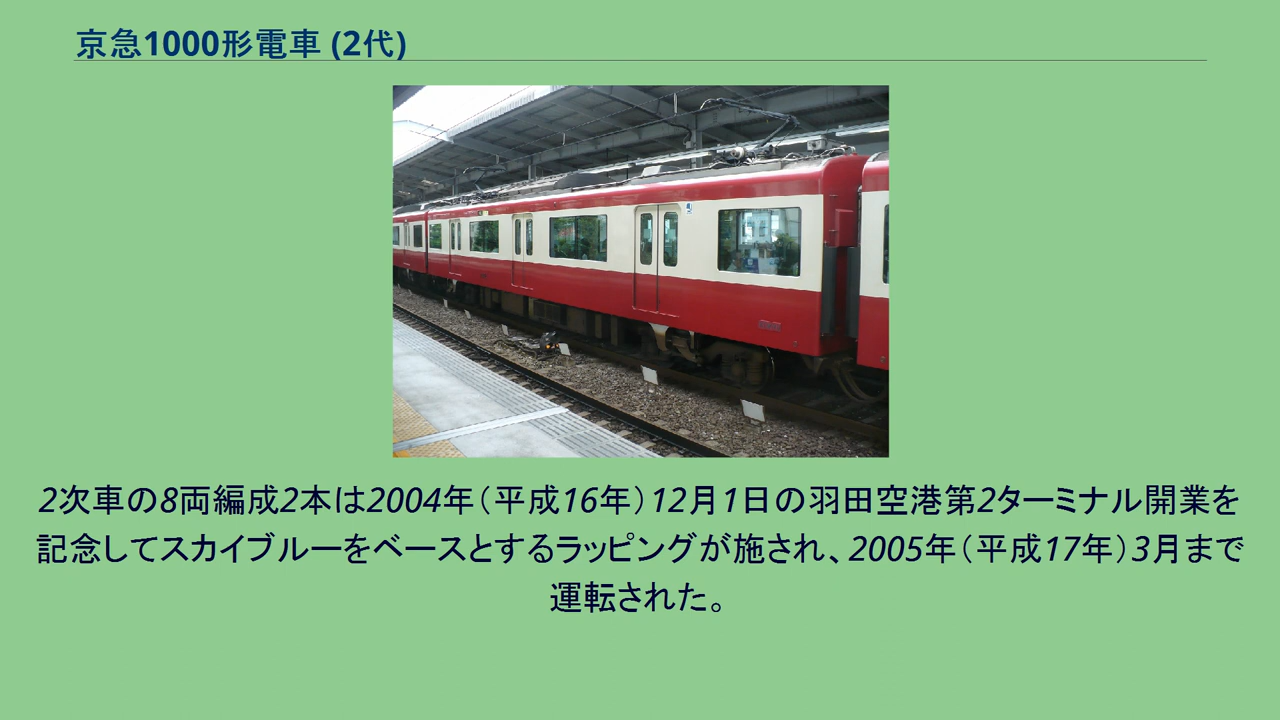 京急1000形電車 (2代)
2次車の8両編成2本は2004年（平成16年）12月1日の羽田空港第2ターミナル開業を
記念してスカイブルーをベースとするラッピングが施され、2005年（平成17年）3月まで
運転された。